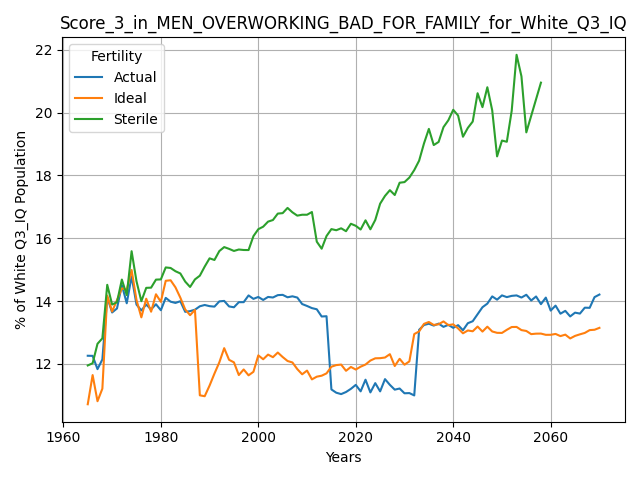 Score_3_in_MEN_OVERWORKING_BAD_FOR_FAMILY_for_White_Q3_IQ
Fertility
Actual
Ideal
Sterile
% of White Q3_IQ Population
22
20
18
16
14
12
1960
1980
2000
2020
2040
2060
Years